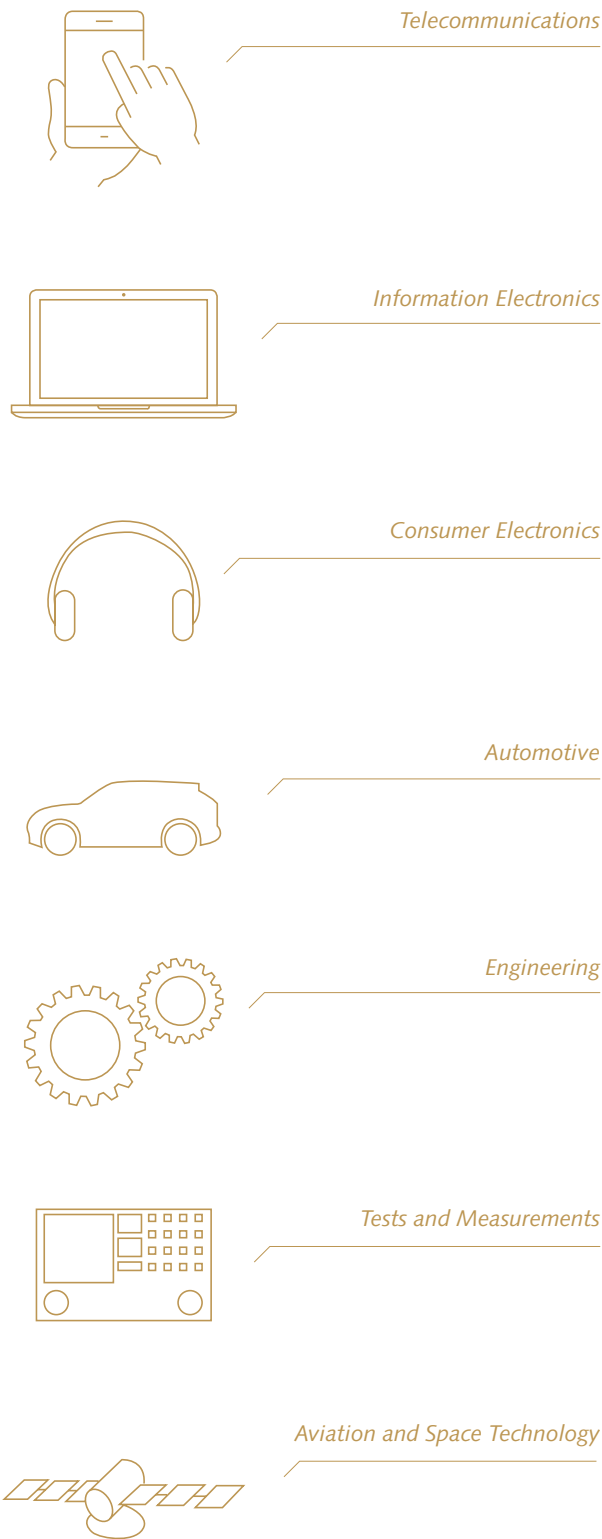 Telecommunications
Information Electronics
Consumer Electronics
Automotive
Engineering
Tests and Measurements
Aviation and Space Technology